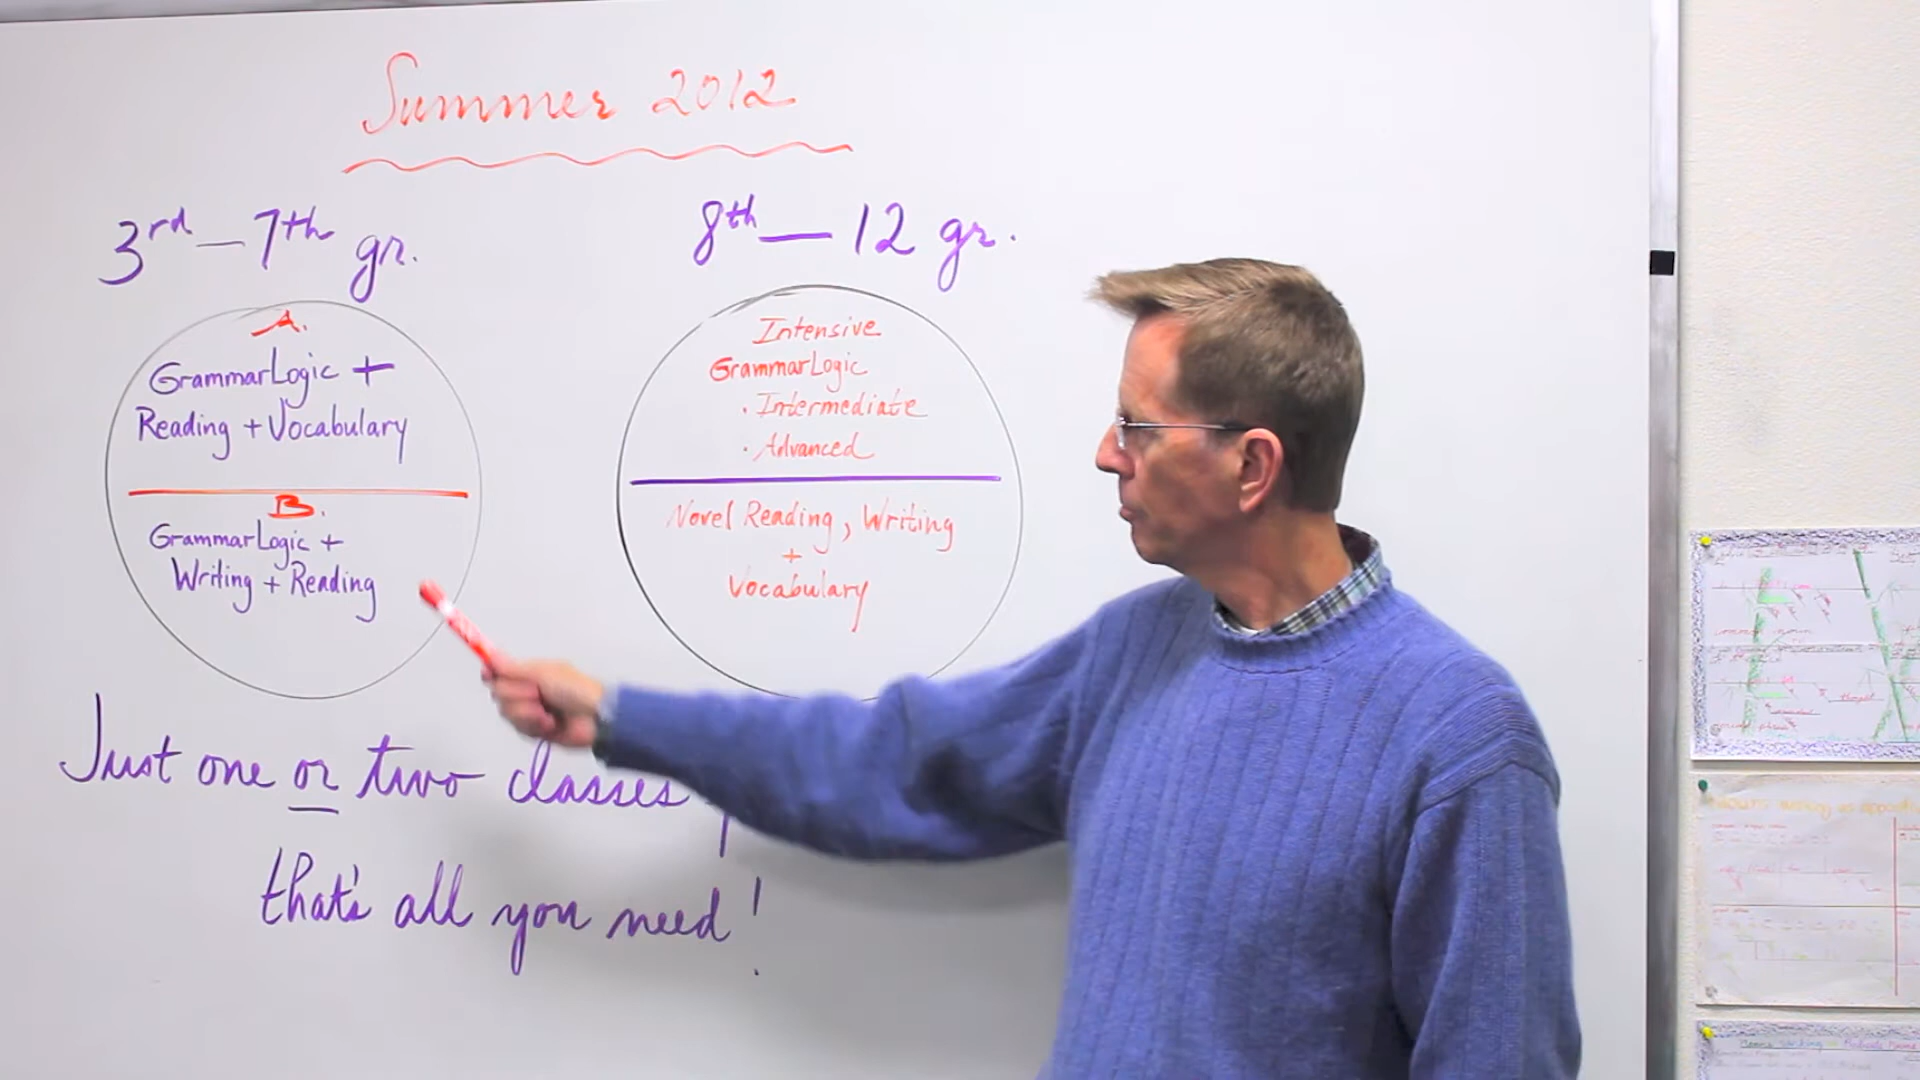 Summer 2012
3rd — 7th gr.
A.
GrammarLogic +
Reading + Vocabulary
B.
GrammarLogic +
Writing + Reading
8th — 12 gr.
Intensive
GrammarLogic
· Intermediate
· Advanced
Novel Reading, Writing
+
Vocabulary
Just one or two classes
that's all you need!